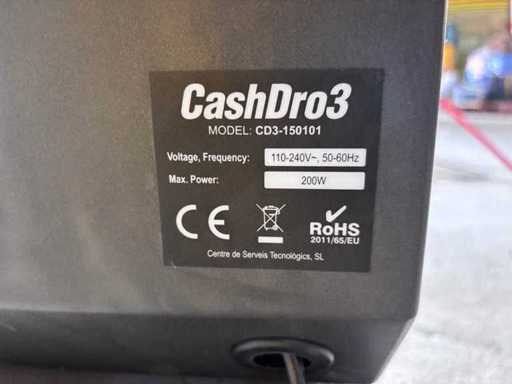 CashDro3
MODEL: CD3-150101
Voltage, Frequency: 110-240V~, 50-60Hz
Max. Power: 200W
CE
RoHS
2011/65/EU
Centre de Serveis Tecnològics, SL